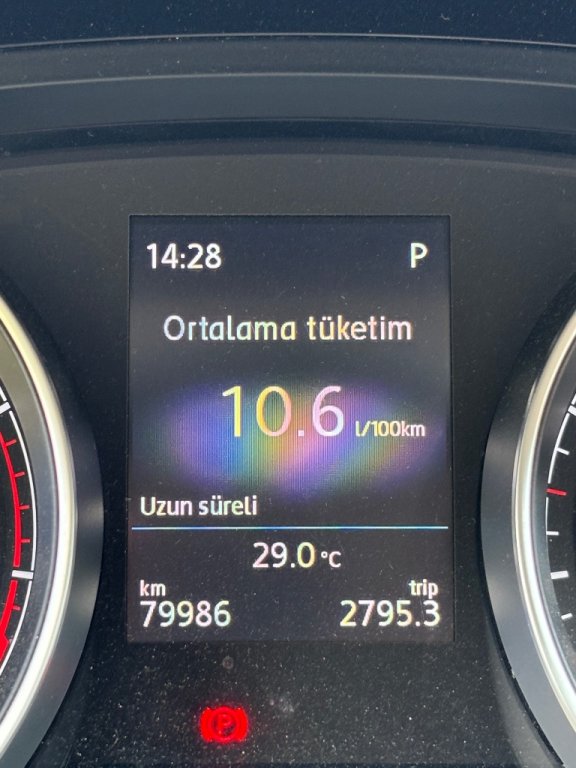 14:28 P
Ortalama tüketim
10.6 l/100km
Uzun süreli
29.0 °C
km trip
79986 2795.3
P